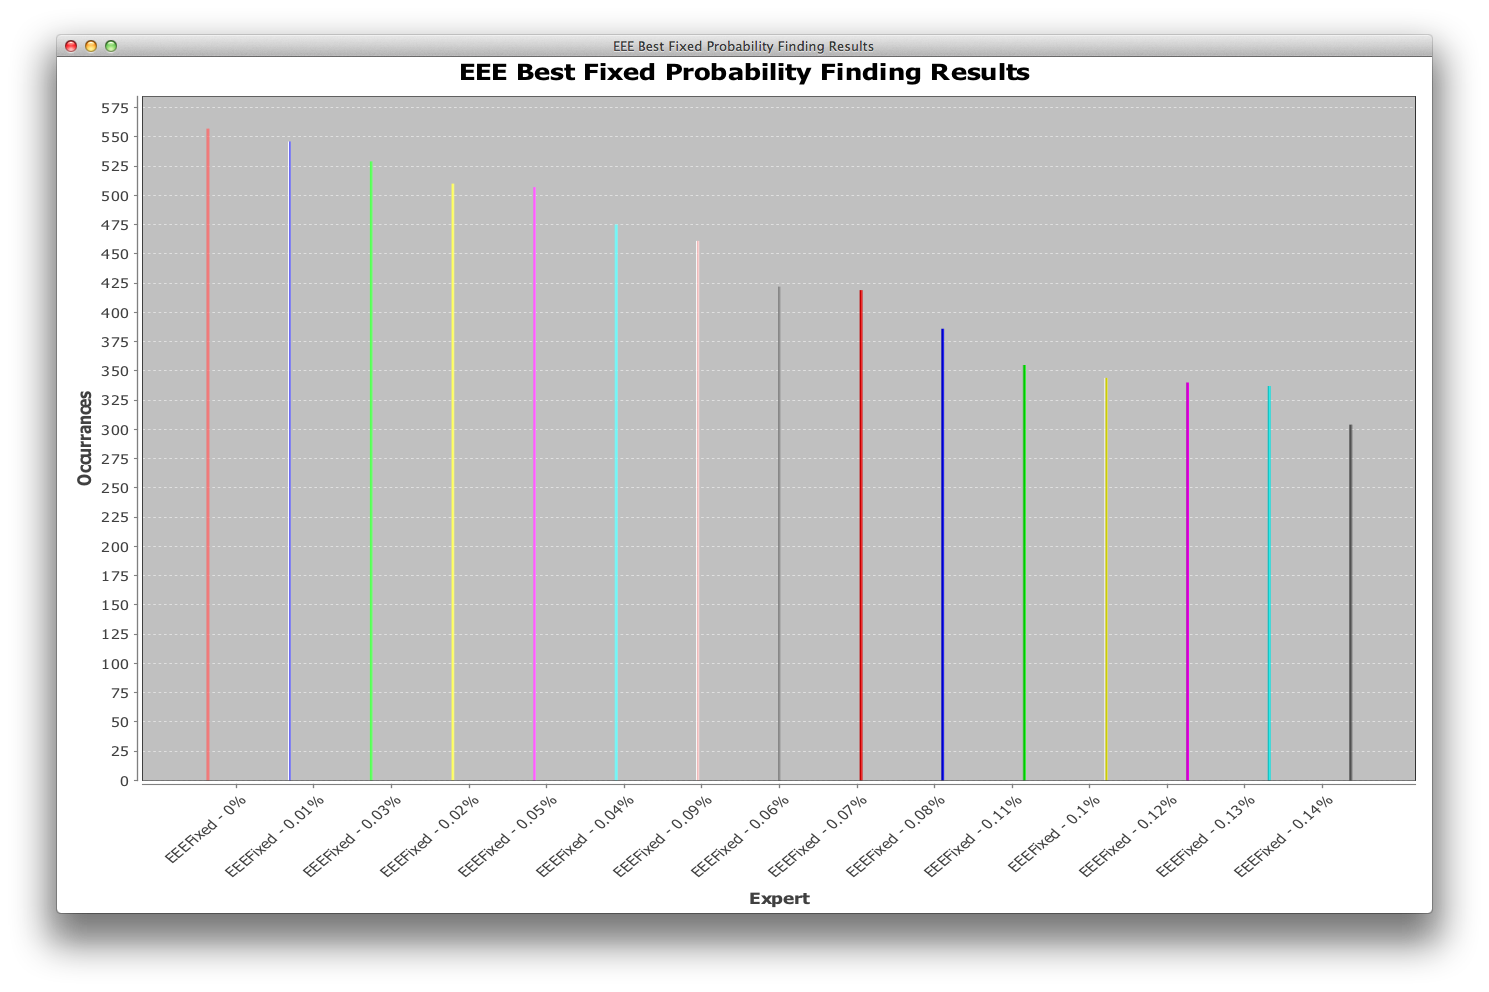 EEE Best Fixed Probability Finding Results
EEE Best Fixed Probability Finding Results
575
550
525
500
475
450
425
400
375
350
325
300
275
250
225
200
175
150
125
100
75
50
25
0
Occurrances
EEEFixed - 0%
EEEFixed - 0.01%
EEEFixed - 0.03%
EEEFixed - 0.02%
EEEFixed - 0.05%
EEEFixed - 0.04%
EEEFixed - 0.09%
EEEFixed - 0.06%
EEEFixed - 0.07%
EEEFixed - 0.08%
EEEFixed - 0.11%
EEEFixed - 0.1%
EEEFixed - 0.12%
EEEFixed - 0.13%
EEEFixed - 0.14%
Expert